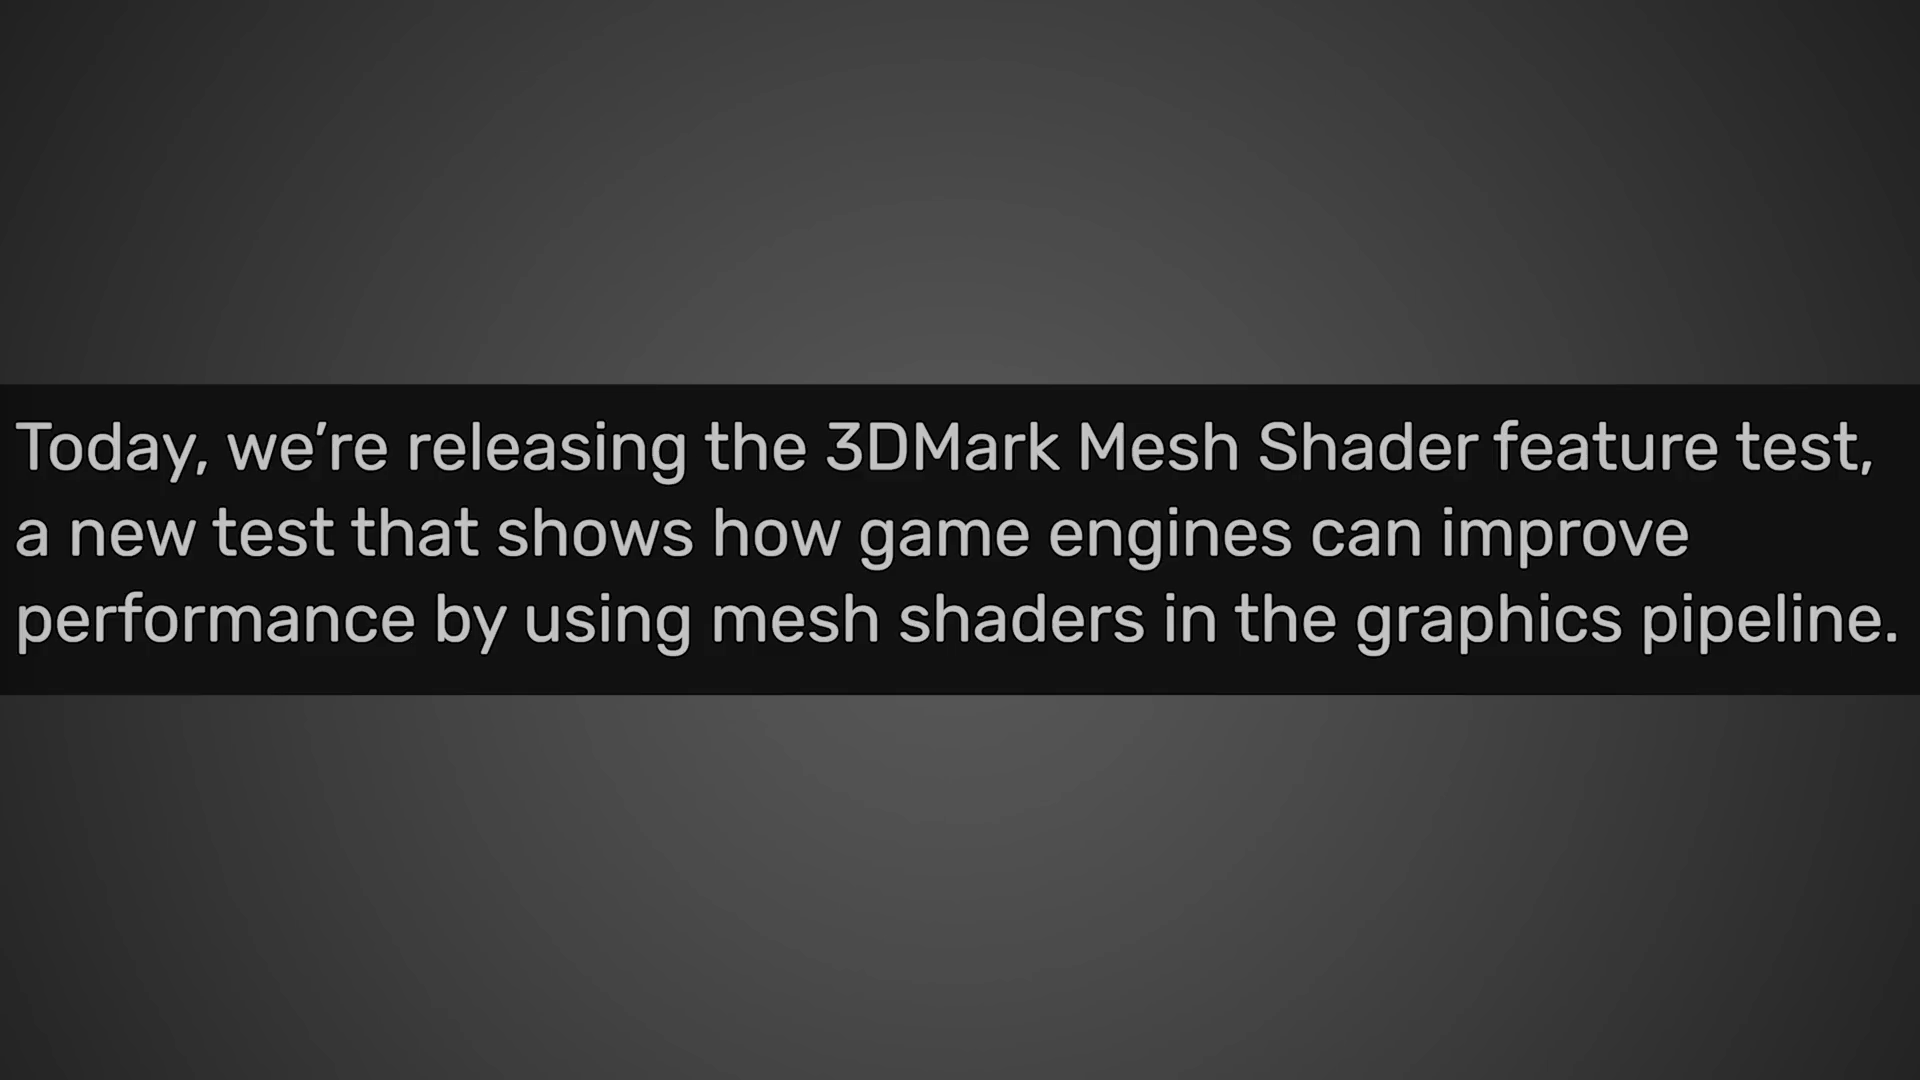 Today, we’re releasing the 3DMark Mesh Shader feature test,
a new test that shows how game engines can improve
performance by using mesh shaders in the graphics pipeline.